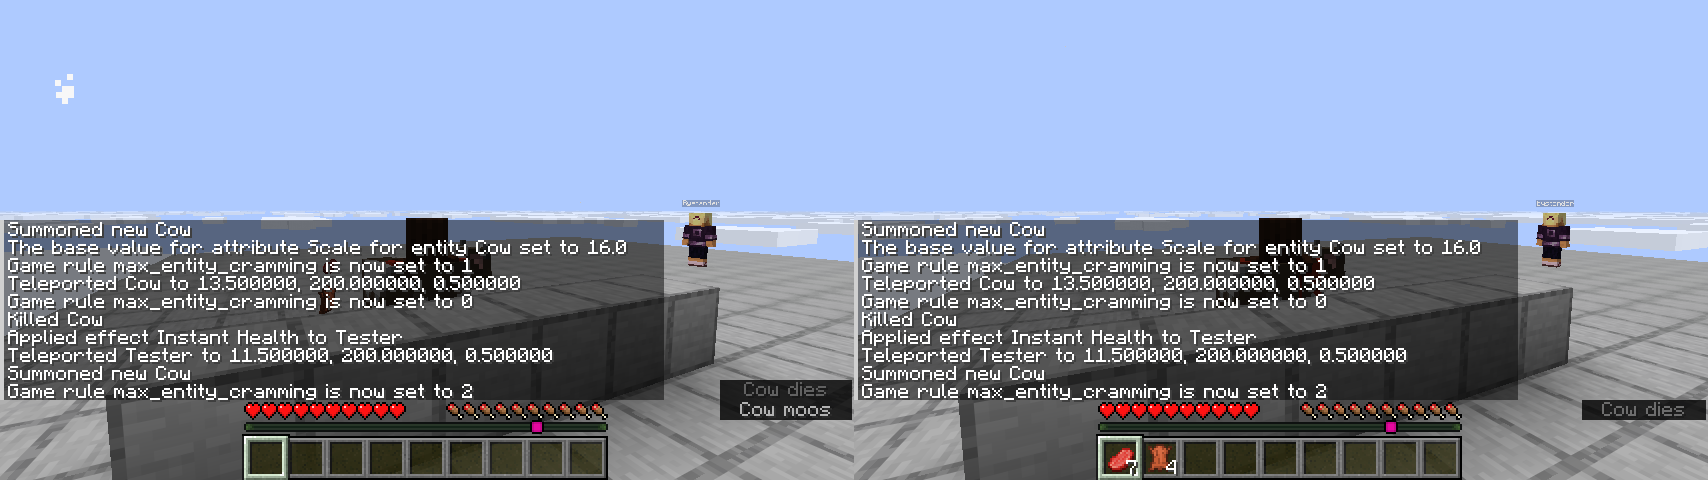 Bystander
Summoned new Cow
The base value for attribute Scale for entity Cow set to 16.0
Game rule max_entity_cramming is now set to 1
Teleported Cow to 13.500000, 200.000000, 0.500000
Game rule max_entity_cramming is now set to 0
Killed Cow
Applied effect Instant Health to Tester
Teleported Tester to 11.500000, 200.000000, 0.500000
Summoned new Cow
Game rule max_entity_cramming is now set to 2
Cow dies
Cow moos
Bystander
Summoned new Cow
The base value for attribute Scale for entity Cow set to 16.0
Game rule max_entity_cramming is now set to 1
Teleported Cow to 13.500000, 200.000000, 0.500000
Game rule max_entity_cramming is now set to 0
Killed Cow
Applied effect Instant Health to Tester
Teleported Tester to 11.500000, 200.000000, 0.500000
Summoned new Cow
Game rule max_entity_cramming is now set to 2
Cow dies
7 4